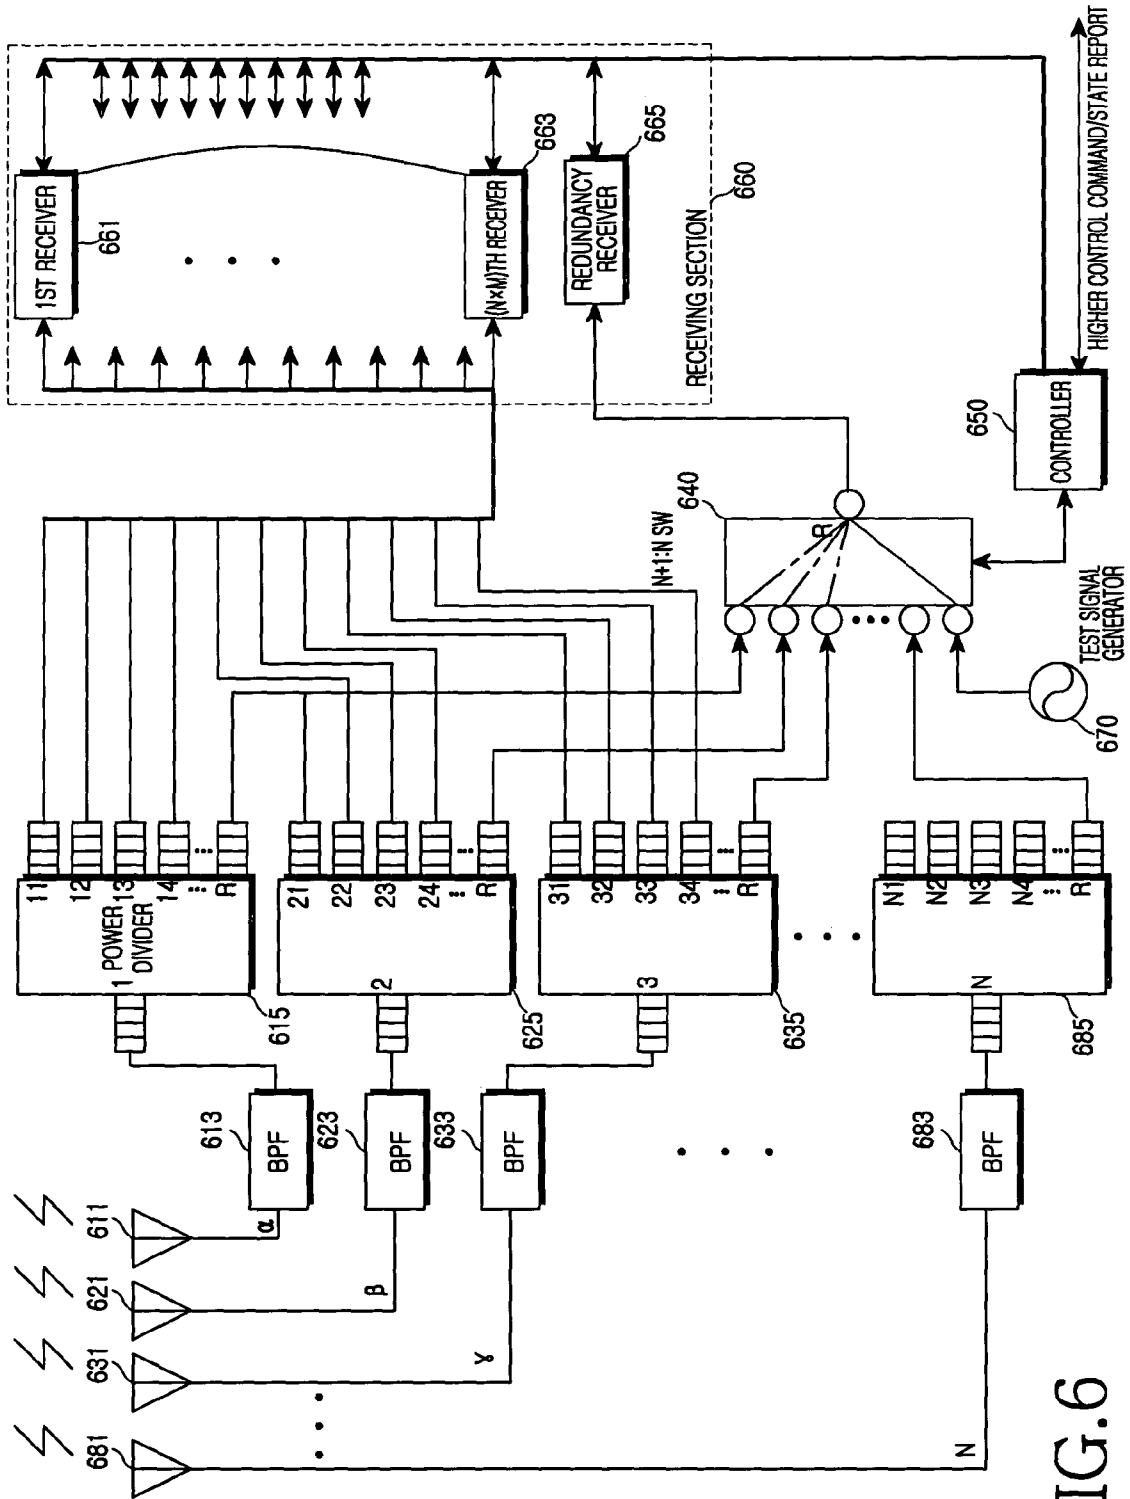 681
631
621
611
α
β
γ
N
613
BPF
623
BPF
633
BPF
683
BPF
1
POWER
DIVIDER
11
12
13
14
R
615
2
21
22
23
24
R
625
3
31
32
33
34
R
635
N
N1
N2
N3
N4
R
685
N+1:N SW
640
R
670
TEST SIGNAL
GENERATOR
650
CONTROLLER
HIGHER CONTROL COMMAND/STATE REPORT
1ST RECEIVER
661
(N×M)TH RECEIVER
663
REDUNDANCY
RECEIVER
665
RECEIVING SECTION
660
IG.6